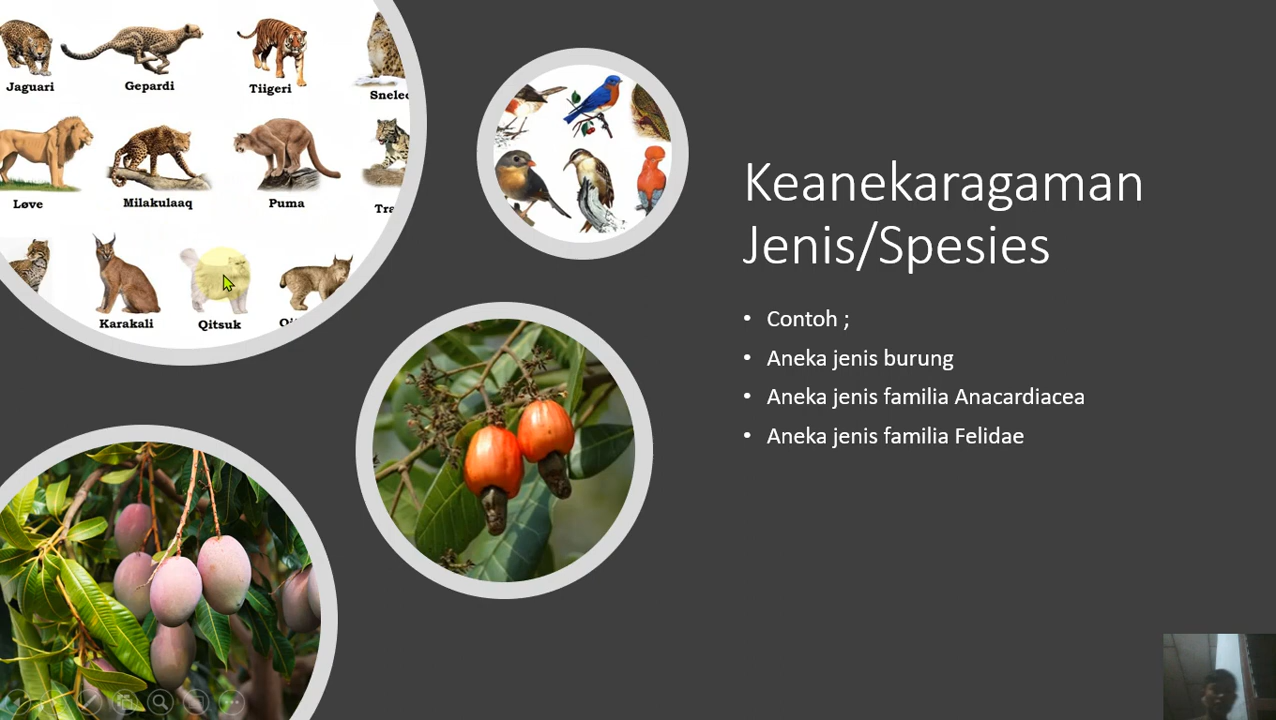 Jaguari
Gepardi
Tiigeri
Løve
Milakulaaq
Puma
Karakali
Qitsuk
Keanekaragaman
Jenis/Spesies
• Contoh ;
• Aneka jenis burung
• Aneka jenis familia Anacardiacea
• Aneka jenis familia Felidae